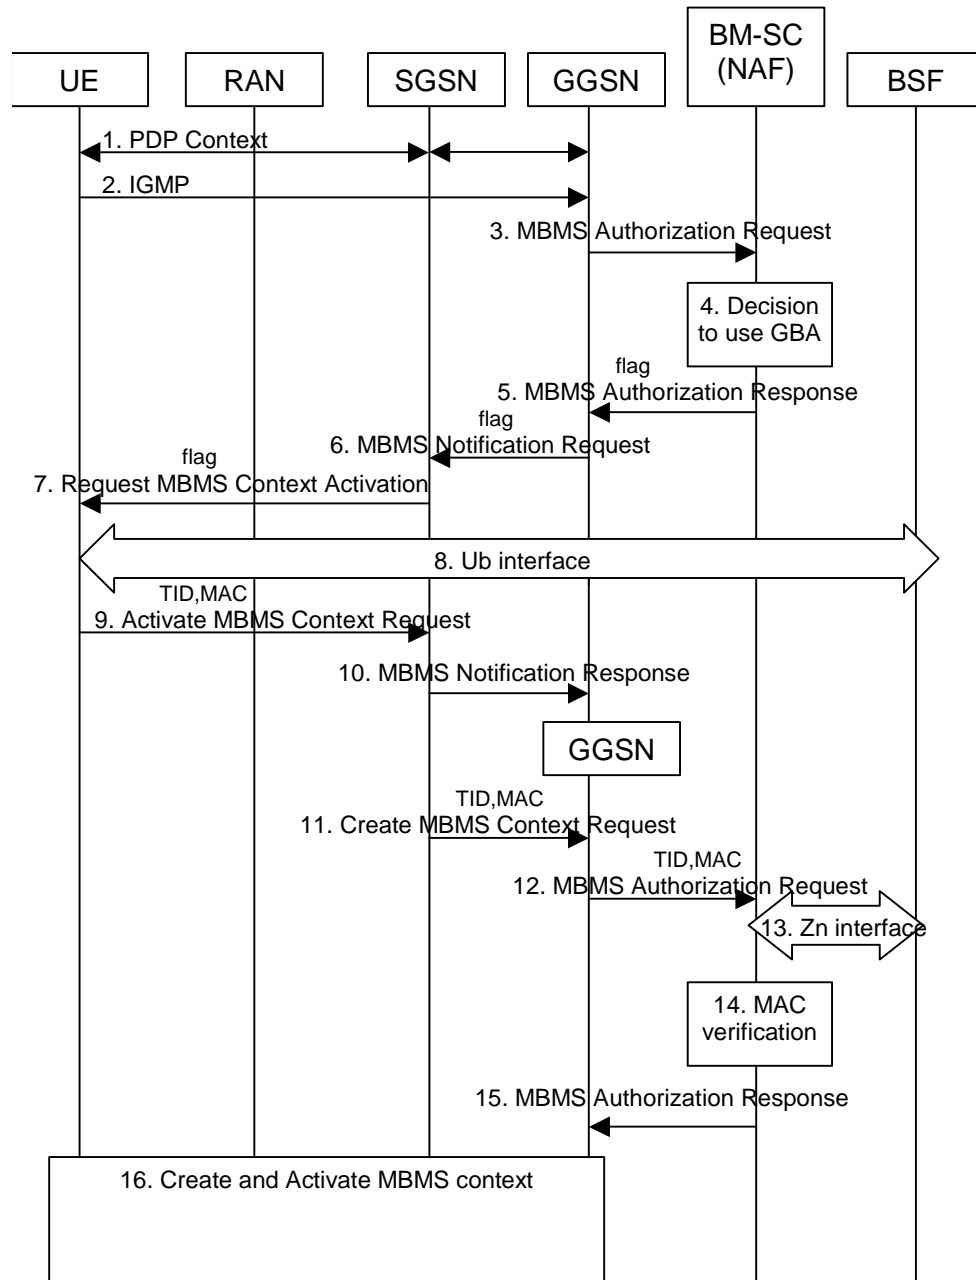 UE
RAN
SGSN
GGSN
BM-SC
(NAF)
BSF
1. PDP Context
2. IGMP
3. MBMS Authorization Request
4. Decision
to use GBA
flag
5. MBMS Authorization Response
flag
6. MBMS Notification Request
flag
7. Request MBMS Context Activation
8. Ub interface
TID,MAC
9. Activate MBMS Context Request
10. MBMS Notification Response
GGSN
TID,MAC
11. Create MBMS Context Request
TID,MAC
12. MBMS Authorization Request
13. Zn interface
14. MAC
verification
15. MBMS Authorization Response
16. Create and Activate MBMS context